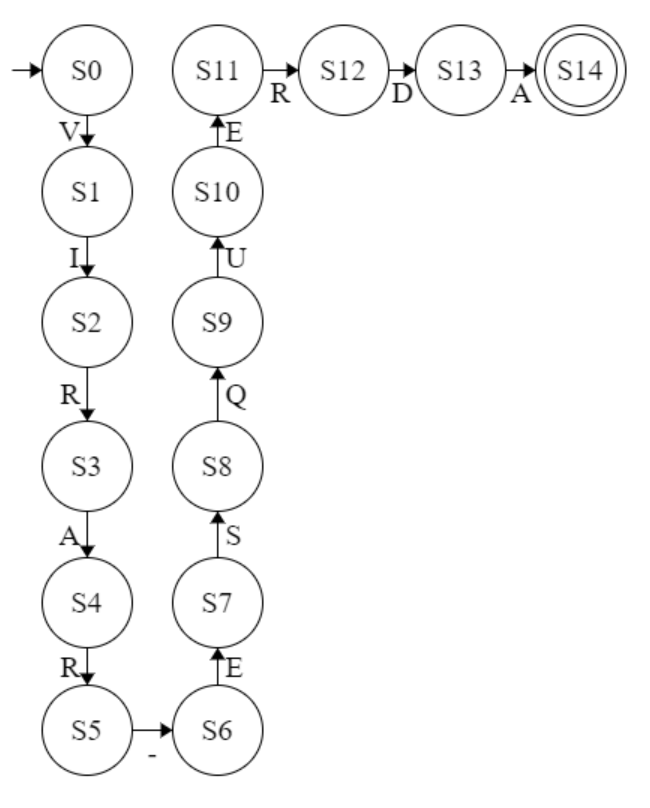 S0 S11 S12 S13 S14
R D A
V E
S1 S10
I U
S2 S9
R Q
S3 S8
A S
S4 S7
R E
S5 S6
-